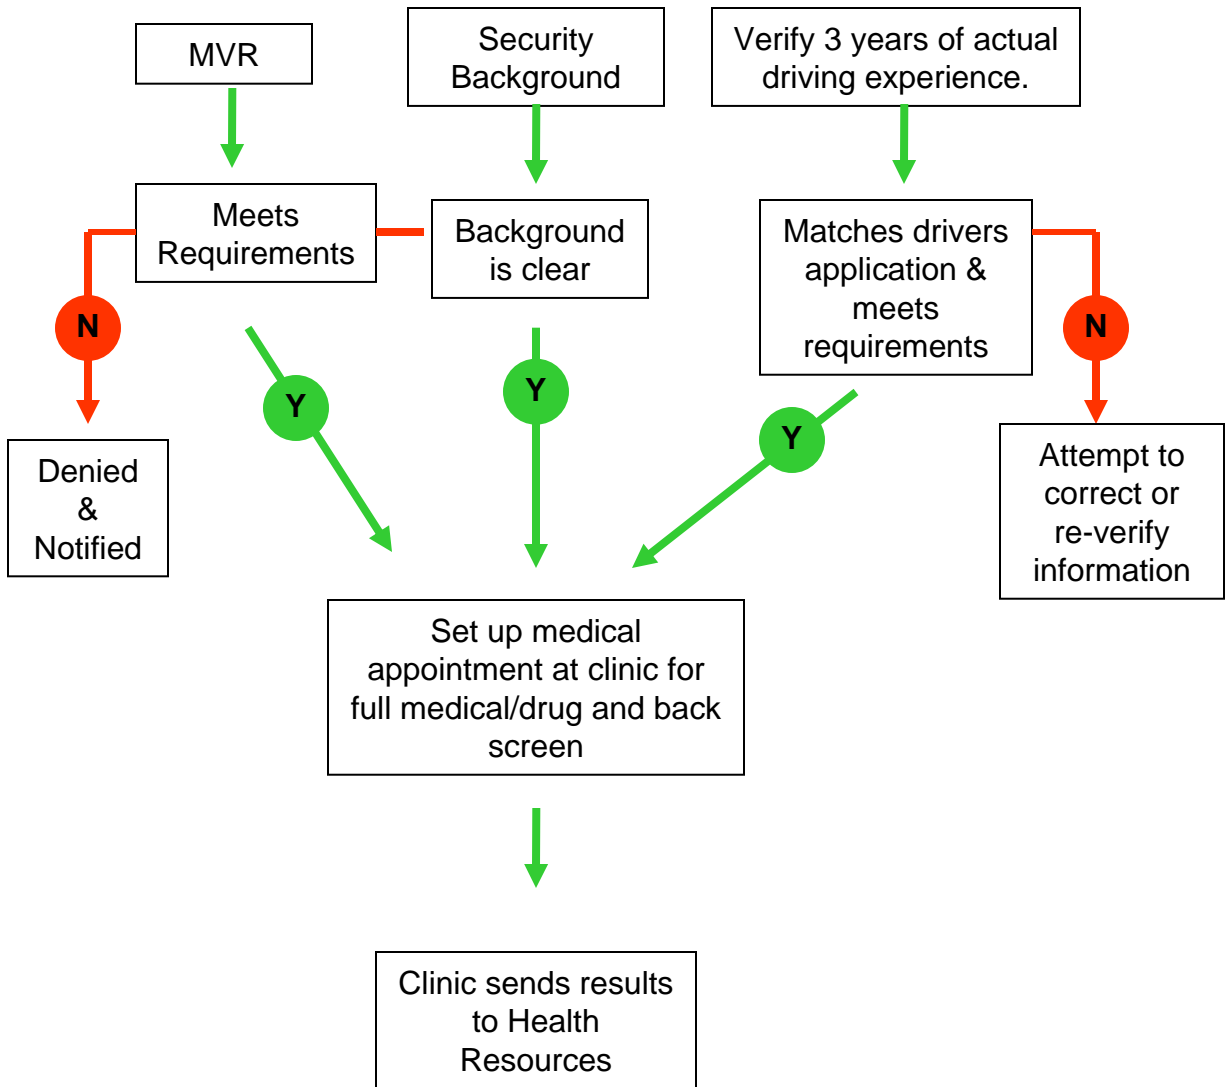 MVR
Security
Background
Verify 3 years of actual
driving experience.
Meets
Requirements
Background
is clear
Matches drivers
application &
meets
requirements
N
Y
Y
Y
N
Denied
&
Notified
Attempt to
correct or
re-verify
information
Set up medical
appointment at clinic for
full medical/drug and back
screen
Clinic sends results
to Health
Resources